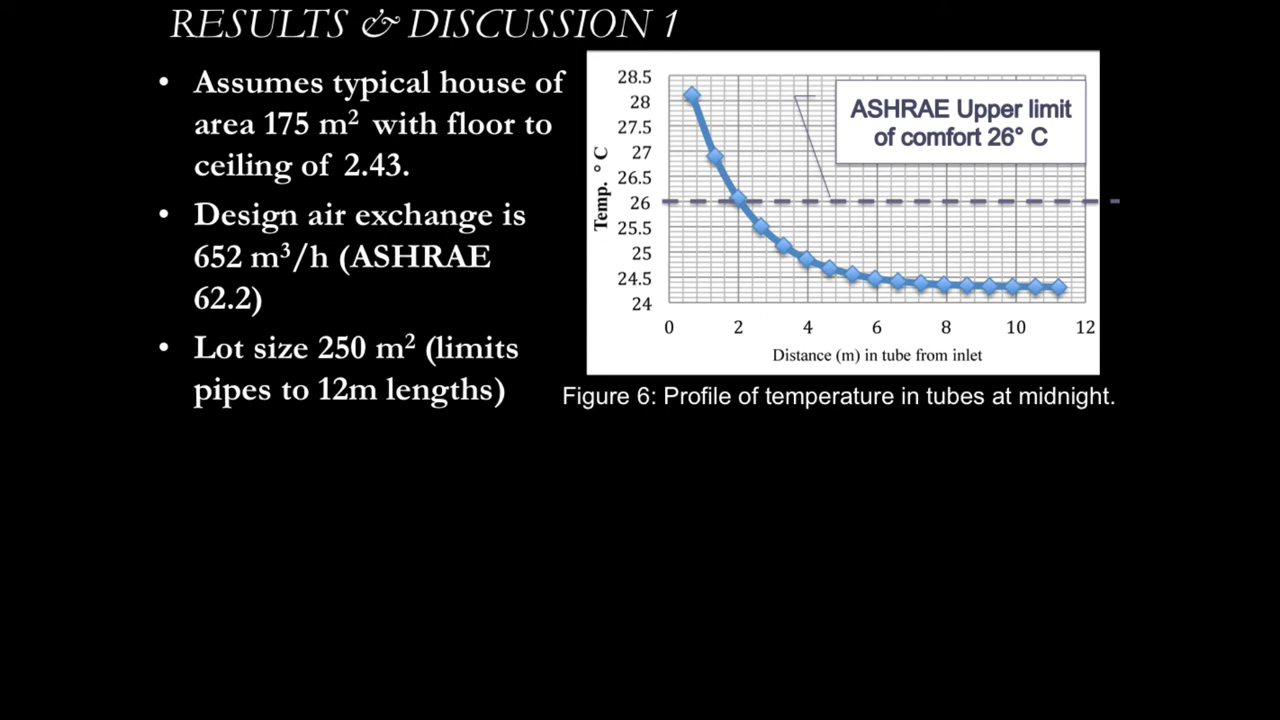 RESULTS & DISCUSSION 1
• Assumes typical house of
area 175 m² with floor to
ceiling of 2.43.
• Design air exchange is
652 m³/h (ASHRAE
62.2)
• Lot size 250 m² (limits
pipes to 12m lengths)
28.5
28
27.5
27
26.5
26
25.5
25
24.5
24
Temp. ° C
ASHRAE Upper limit
of comfort 26° C
0 2 4 6 8 10 12
Distance (m) in tube from inlet
Figure 6: Profile of temperature in tubes at midnight.